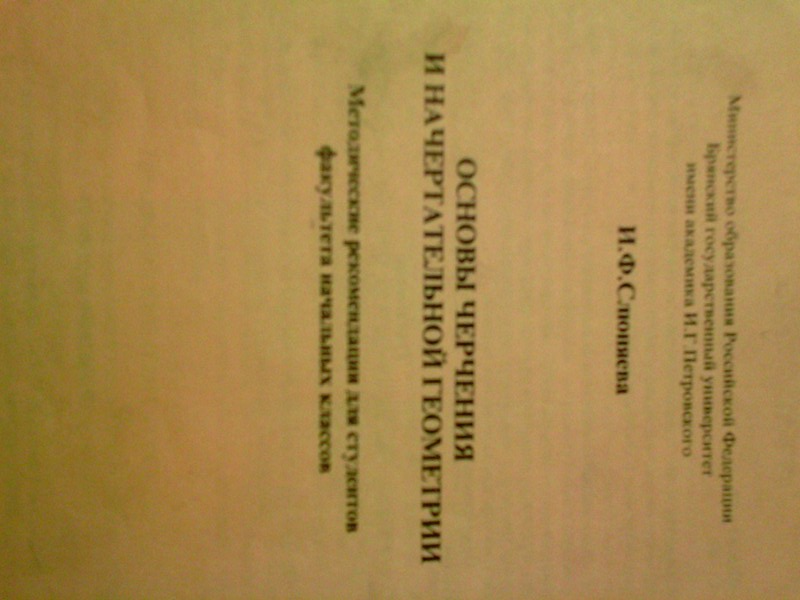 Министерство образования Российской Федерации
Брянский государственный университет
имени академика И.Г.Петровского
И.Ф.Слюняева
ОСНОВЫ ЧЕРЧЕНИЯ
И НАЧЕРТАТЕЛЬНОЙ ГЕОМЕТРИИ
Методические рекомендации для студентов
факультета начальных классов